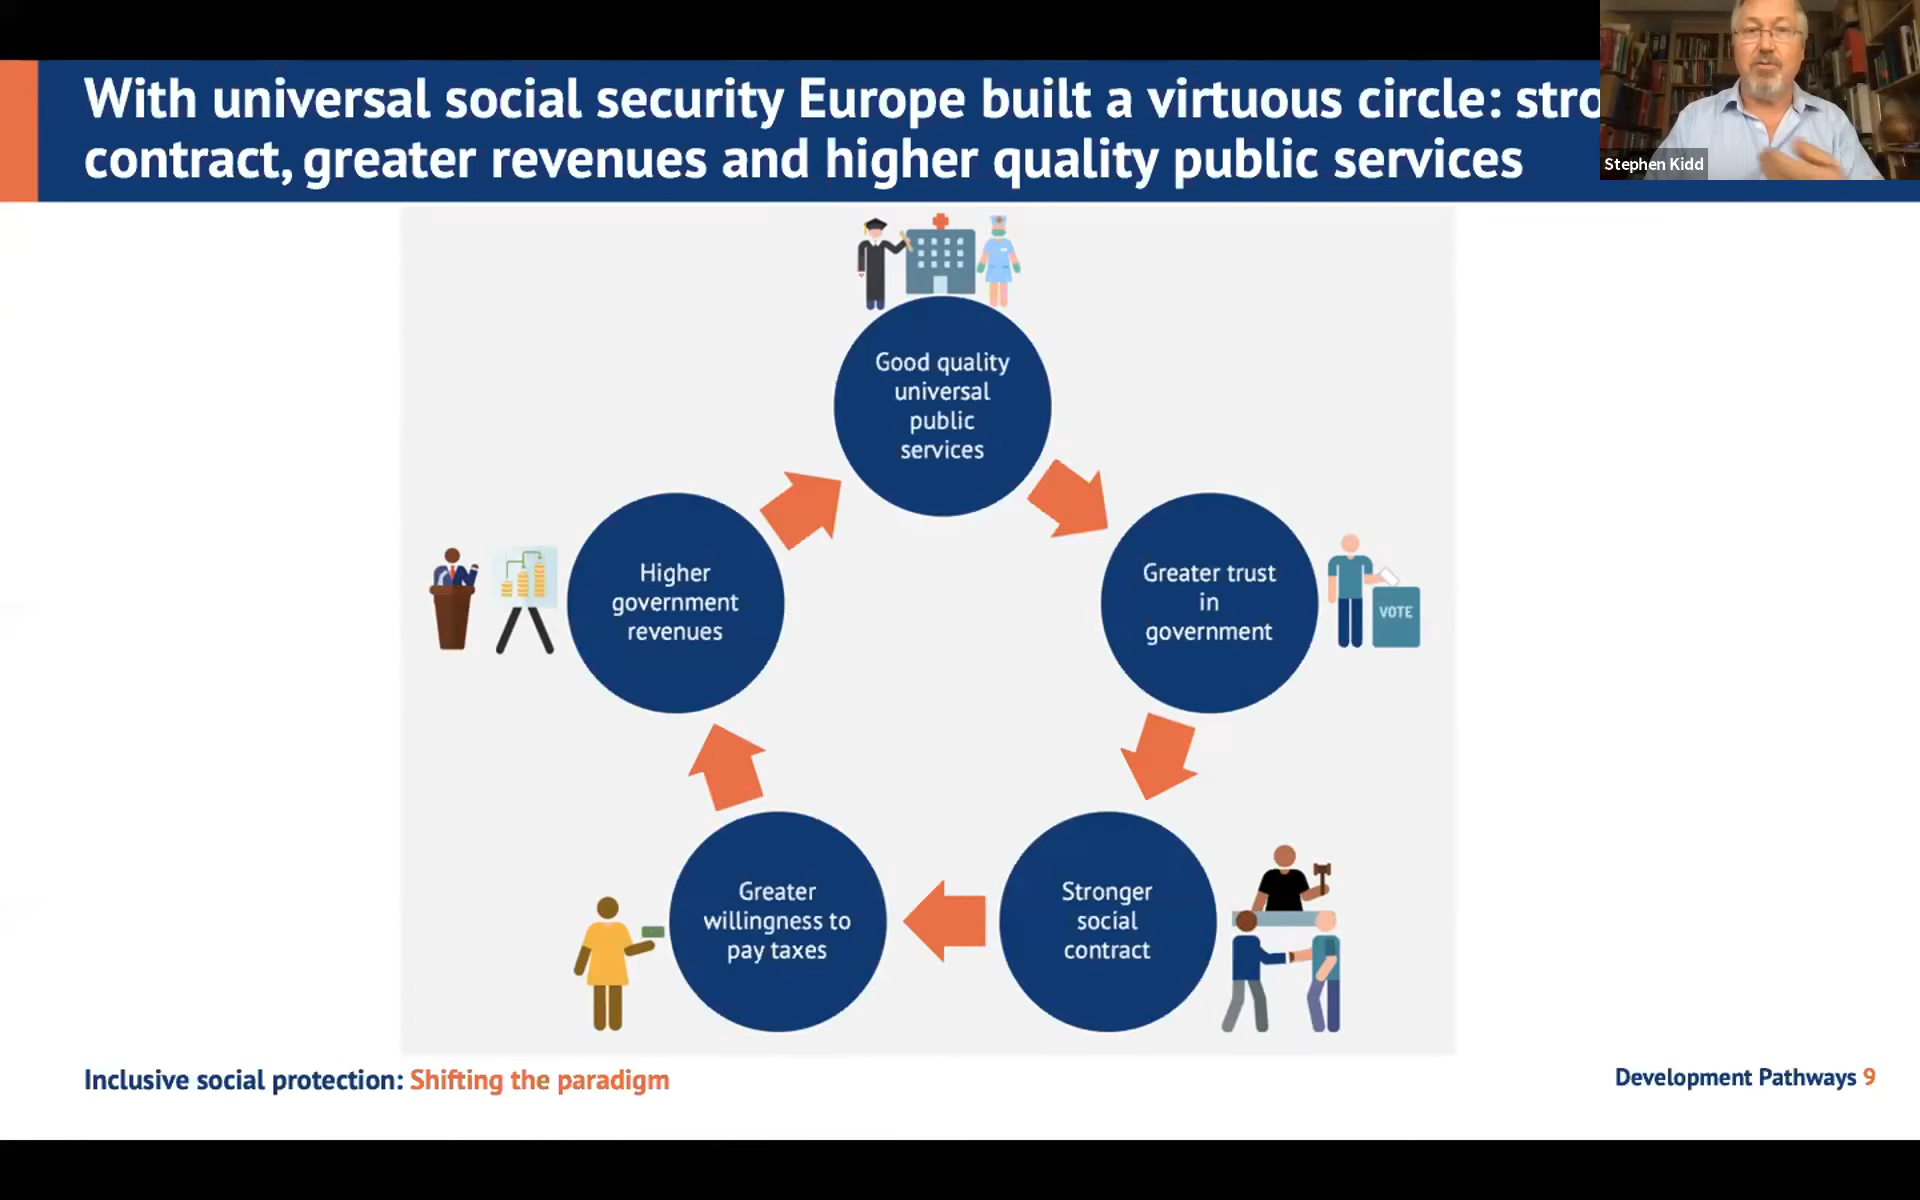 With universal social security Europe built a virtuous circle:
contract, greater revenues and higher quality public services
Stephen Kidd
Good quality
universal
public
services
Higher
government
revenues
Greater trust
in
government
VOTE
Greater
willingness to
pay taxes
Stronger
social
contract
Inclusive social protection: Shifting the paradigm
Development Pathways 9